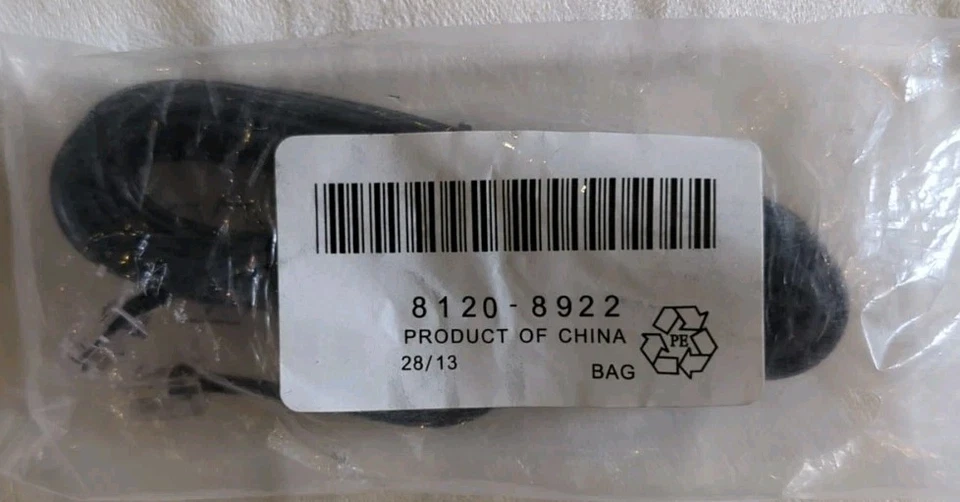 8120-8922
PRODUCT OF CHINA
28/13
BAG
PE